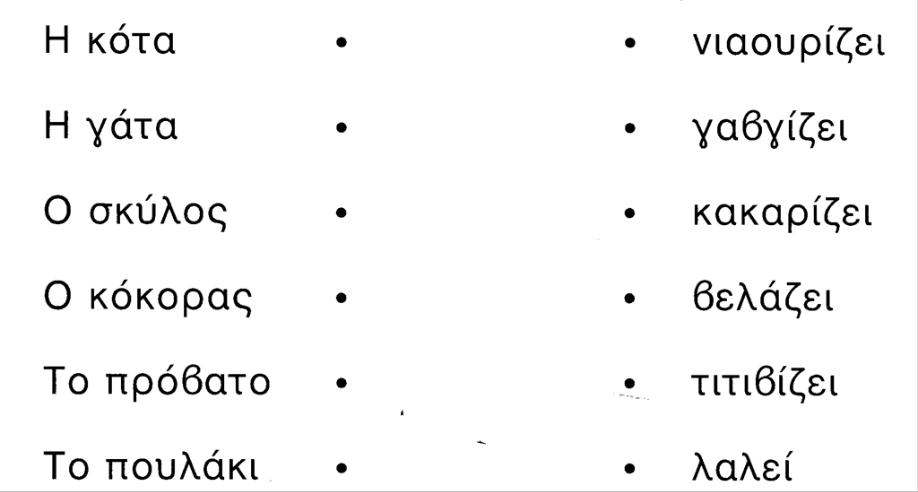 Η κότα • • νιαουρίζει
Η γάτα • • γαβγίζει
Ο σκύλος • • κακαρίζει
Ο κόκορας • • βελάζει
Το πρόβατο • • τιτιβίζει
Το πουλάκι • • λαλεί